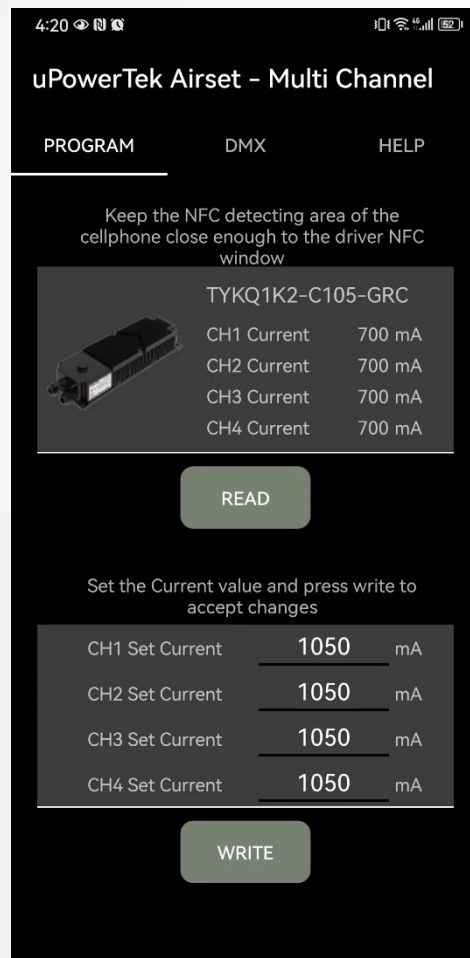 4:20
46 52
uPowerTek Airset - Multi Channel
PROGRAM DMX HELP
Keep the NFC detecting area of the
cellphone close enough to the driver NFC
window
TYKQ1K2-C105-GRC
CH1 Current 700 mA
CH2 Current 700 mA
CH3 Current 700 mA
CH4 Current 700 mA
READ
Set the Current value and press write to
accept changes
CH1 Set Current 1050 mA
CH2 Set Current 1050 mA
CH3 Set Current 1050 mA
CH4 Set Current 1050 mA
WRITE